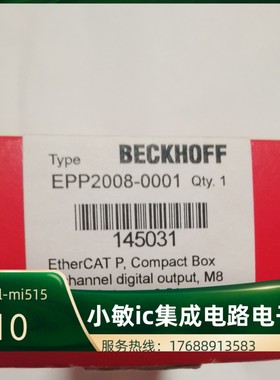 Type BECKHOFF
EPP2008-0001 Qty. 1
145031
EtherCAT P, Compact Box
channel digital output, M8
-mi515
10
小敏ic集成电路电子
服务热线：17688913583